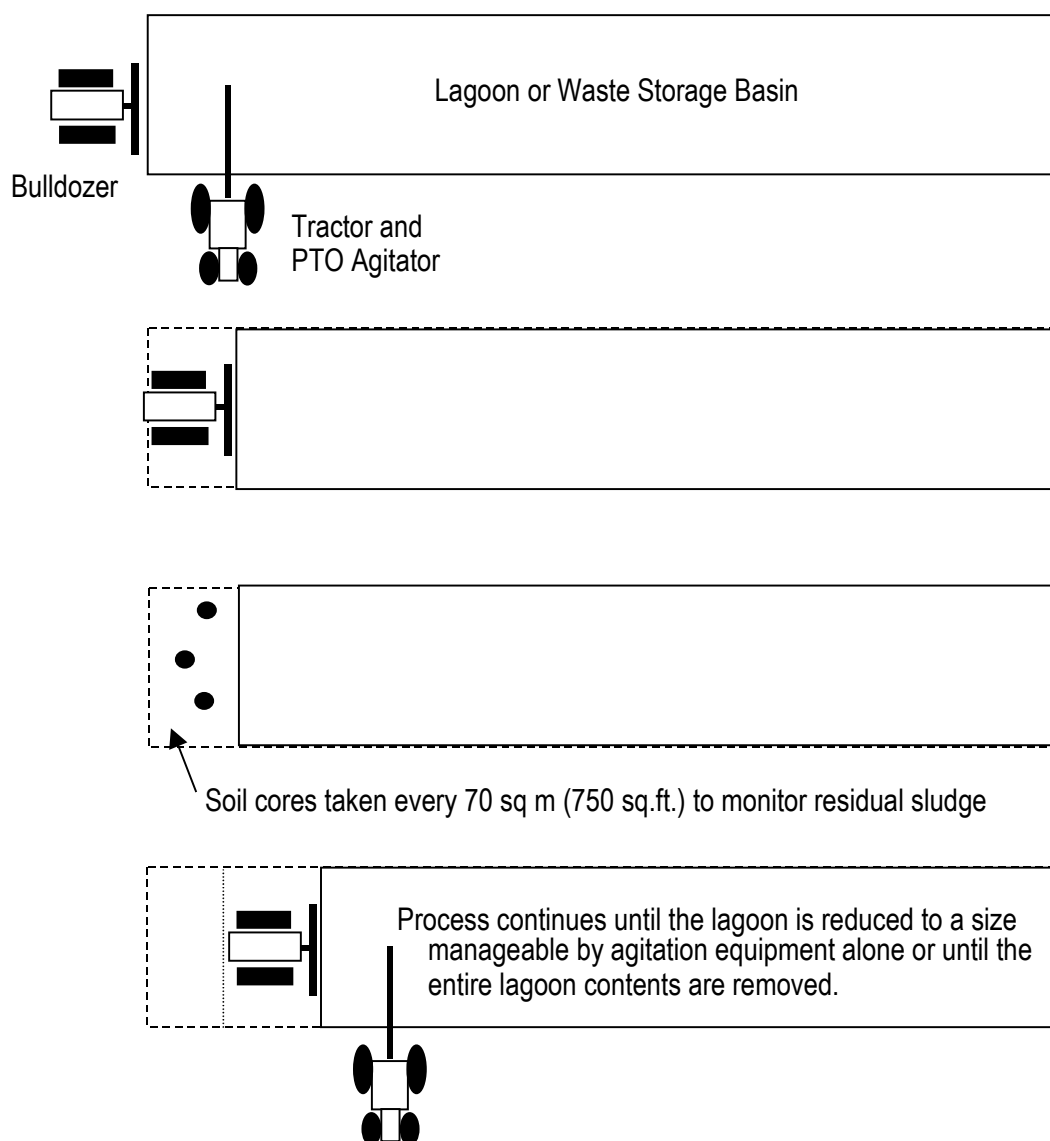 Lagoon or Waste Storage Basin
Bulldozer
Tractor and
PTO Agitator
Soil cores taken every 70 sq m (750 sq.ft.) to monitor residual sludge
Process continues until the lagoon is reduced to a size
manageable by agitation equipment alone or until the
entire lagoon contents are removed.